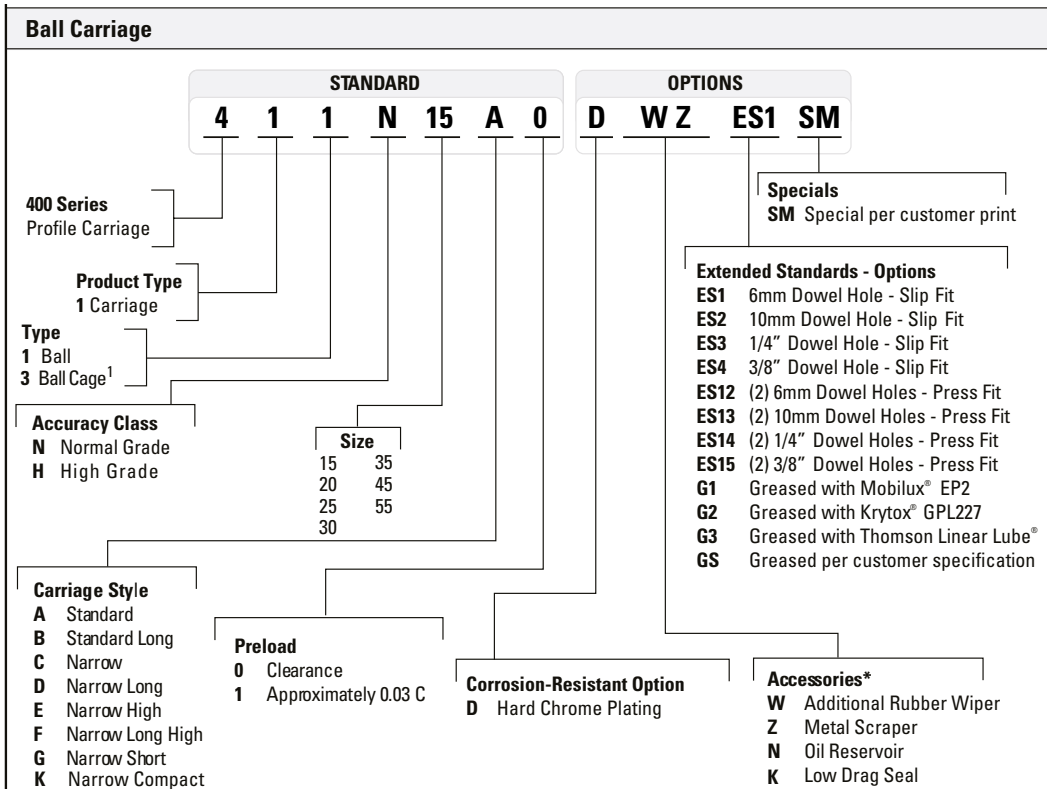 Ball Carriage
STANDARD OPTIONS
4 1 1 N 15 A 0 D W Z ES1 SM
400 Series
Profile Carriage
Product Type
1 Carriage
Type
1 Ball
3 Ball Cage1
Accuracy Class
N Normal Grade
H High Grade
Size
15 35
20 45
25 55
30
Specials
SM Special per customer print
Extended Standards - Options
ES1 6mm Dowel Hole - Slip Fit
ES2 10mm Dowel Hole - Slip Fit
ES3 1/4" Dowel Hole - Slip Fit
ES4 3/8" Dowel Hole - Slip Fit
ES12 (2) 6mm Dowel Holes - Press Fit
ES13 (2) 10mm Dowel Holes - Press Fit
ES14 (2) 1/4" Dowel Holes - Press Fit
ES15 (2) 3/8" Dowel Holes - Press Fit
G1 Greased with Mobilux® EP2
G2 Greased with Krytox® GPL227
G3 Greased with Thomson Linear Lube®
GS Greased per customer specification
Carriage Style
A Standard
B Standard Long
C Narrow
D Narrow Long
E Narrow High
F Narrow Long High
G Narrow Short
K Narrow Compact
Preload
0 Clearance
1 Approximately 0.03 C
Corrosion-Resistant Option
D Hard Chrome Plating
Accessories*
W Additional Rubber Wiper
Z Metal Scraper
N Oil Reservoir
K Low Drag Seal